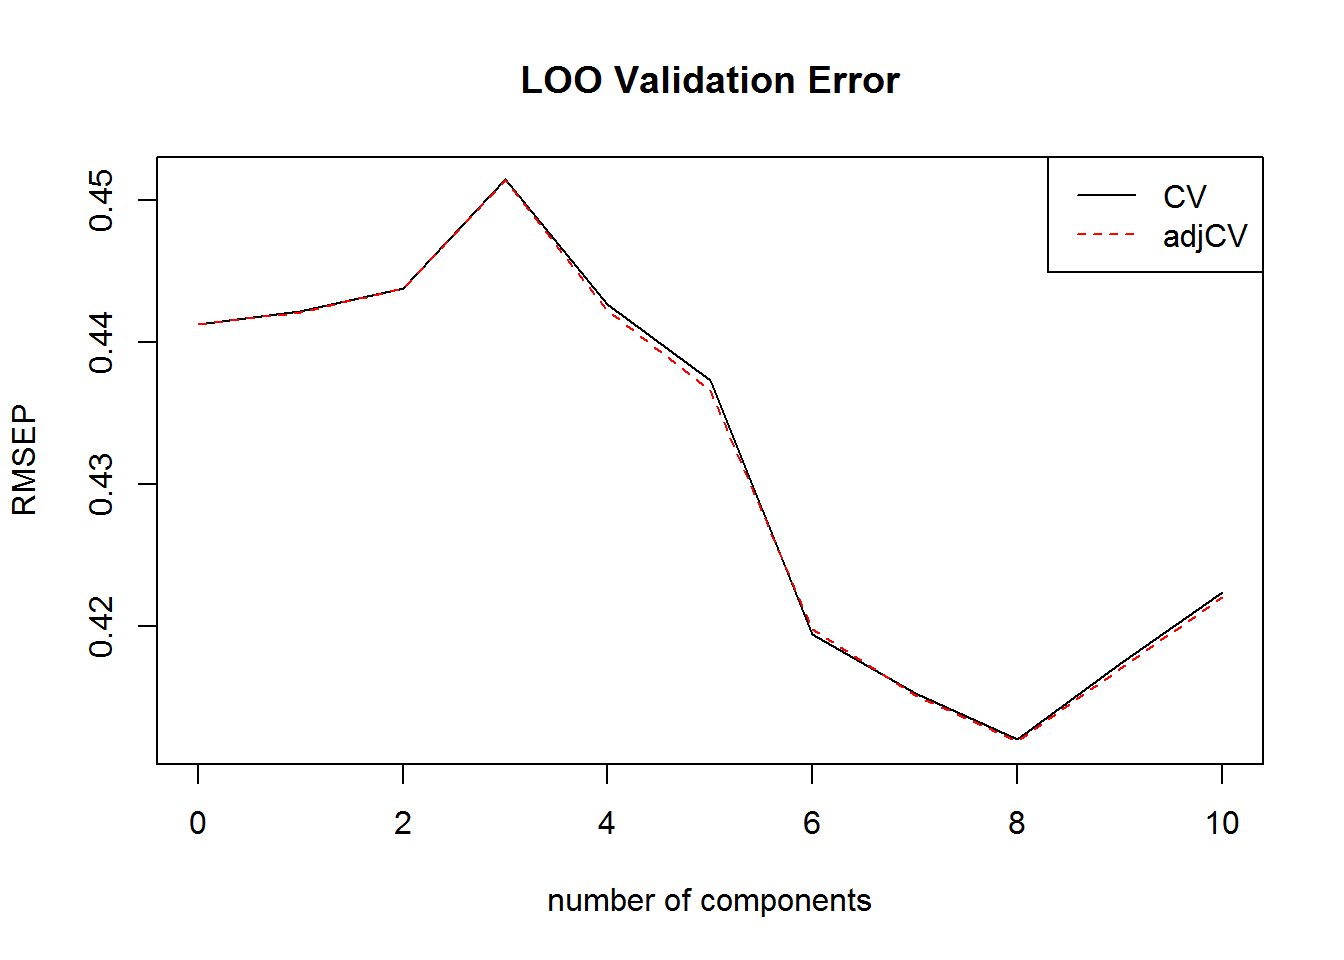 LOO Validation Error
CV
adjCV
0.45
0.44
0.43
0.42
RMSEP
0 2 4 6 8 10
number of components